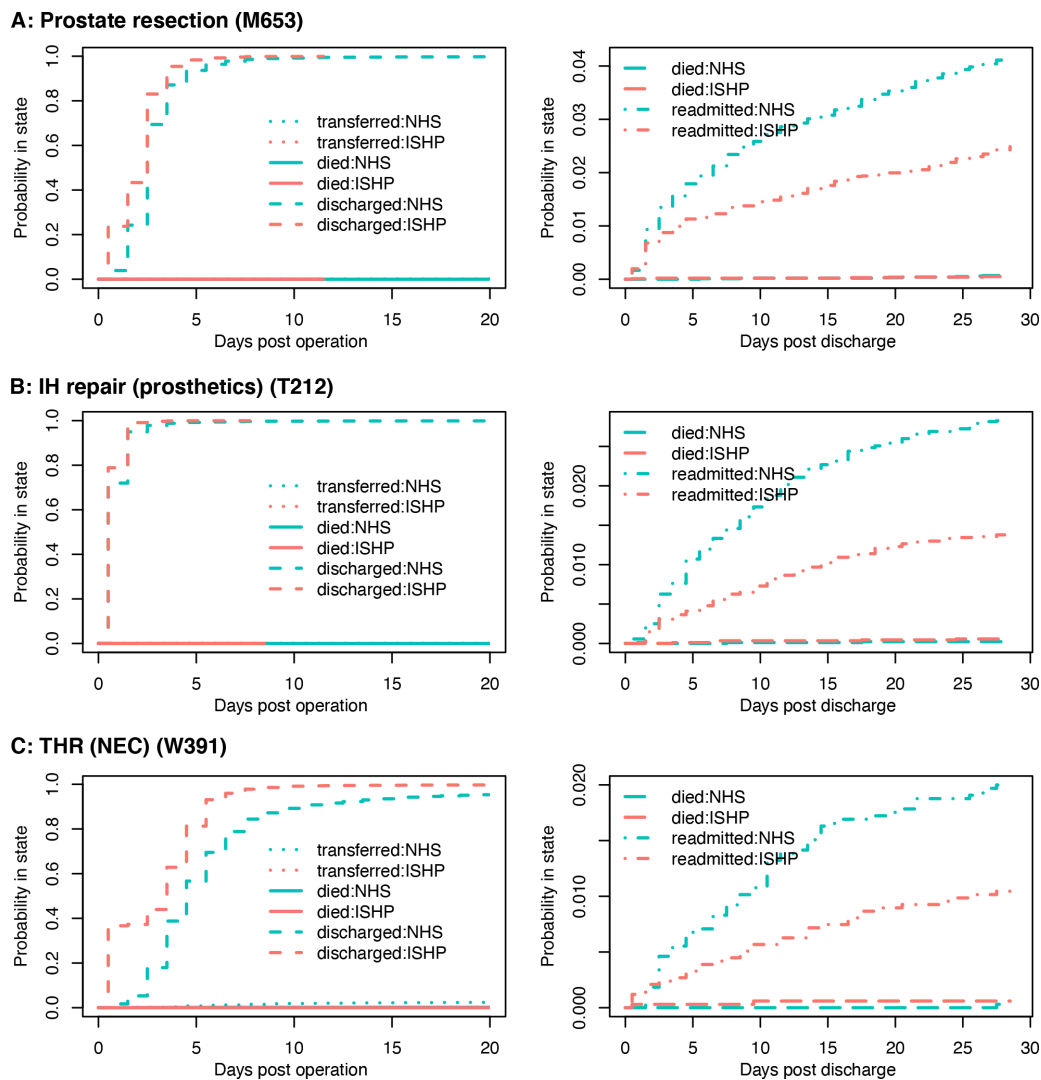 A: Prostate resection (M653)
Probability in state
0.0 0.2 0.4 0.6 0.8 1.0
transferred:NHS
transferred:ISHP
died:NHS
died:ISHP
discharged:NHS
discharged:ISHP
0 5 10 15 20
Days post operation
Probability in state
0.00 0.01 0.02 0.03 0.04
died:NHS
died:ISHP
readmitted:NHS
readmitted:ISHP
0 5 10 15 20 25 30
Days post discharge
B: IH repair (prosthetics) (T212)
Probability in state
0.0 0.2 0.4 0.6 0.8 1.0
transferred:NHS
transferred:ISHP
died:NHS
died:ISHP
discharged:NHS
discharged:ISHP
0 5 10 15 20
Days post operation
Probability in state
0.000 0.010 0.020
died:NHS
died:ISHP
readmitted:NHS
readmitted:ISHP
0 5 10 15 20 25 30
Days post discharge
C: THR (NEC) (W391)
Probability in state
0.0 0.2 0.4 0.6 0.8 1.0
transferred:NHS
transferred:ISHP
died:NHS
died:ISHP
discharged:NHS
discharged:ISHP
0 5 10 15 20
Days post operation
Probability in state
0.000 0.010 0.020
died:NHS
died:ISHP
readmitted:NHS
readmitted:ISHP
0 5 10 15 20 25 30
Days post discharge